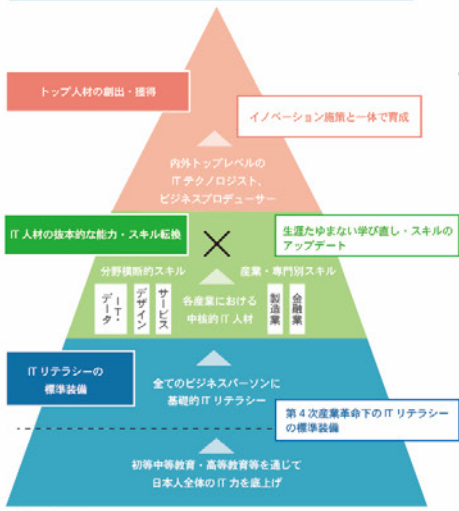 トップ人材の創出・獲得
イノベーション施策と一体で育成
内外トップレベルの
ITテクノロジスト、
ビジネスプロデューサー
IT人材の抜本的な能力・スキル転換
生涯たゆまない学び直し・スキルの
アップデート
分野横断的スキル
産業・専門別スキル
IT・
データ
デザイン
サービス
各産業における
中核的IT人材
製造業
金融業
ITリテラシーの
標準装備
全てのビジネスパーソンに
基礎的ITリテラシー
第4次産業革命下のITリテラシー
の標準装備
初等中等教育・高等教育等を通じて
日本人全体のIT力を底上げ